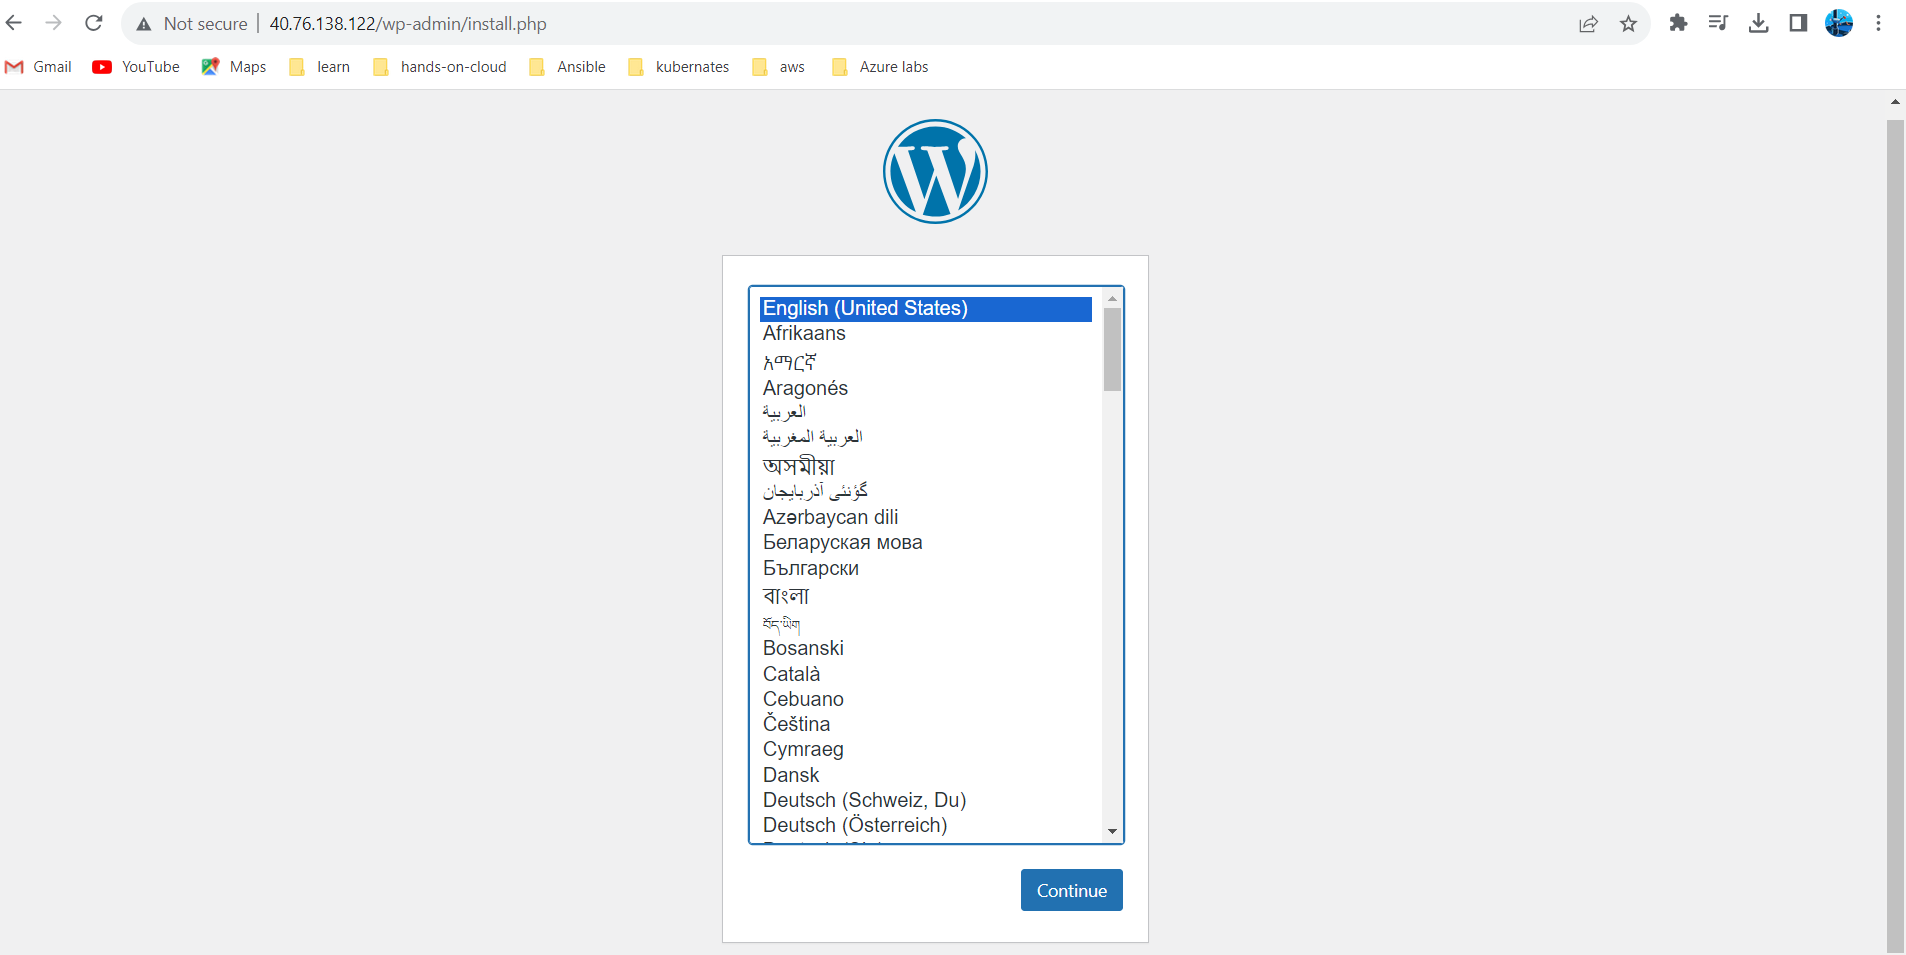 Not secure | 40.76.138.122/wp-admin/install.php
Gmail YouTube Maps learn hands-on-cloud Ansible kubernates aws Azure labs
English (United States)
Afrikaans
አማርኛ
Aragonés
العربية
العربية المغربية
অসমীয়া
گؤنئی آذربایجان
Azərbaycan dili
Беларуская мова
Български
বাংলা
བོད་ཡིག
Bosanski
Català
Cebuano
Čeština
Cymraeg
Dansk
Deutsch (Schweiz, Du)
Deutsch (Österreich)
Continue